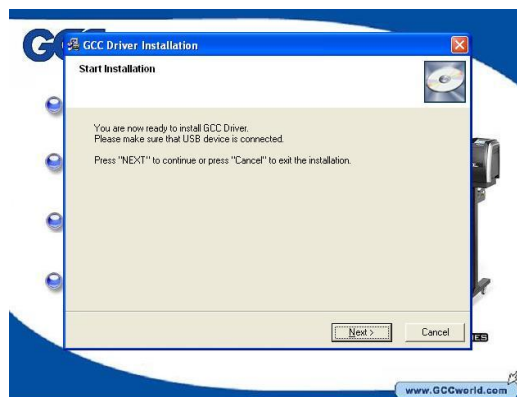 GCC
GCC Driver Installation
Start Installation
You are now ready to install GCC Driver.
Please make sure that USB device is connected.
Press "NEXT" to continue or press "Cancel" to exit the installation.
Next >
Cancel
www.GCCworld.com